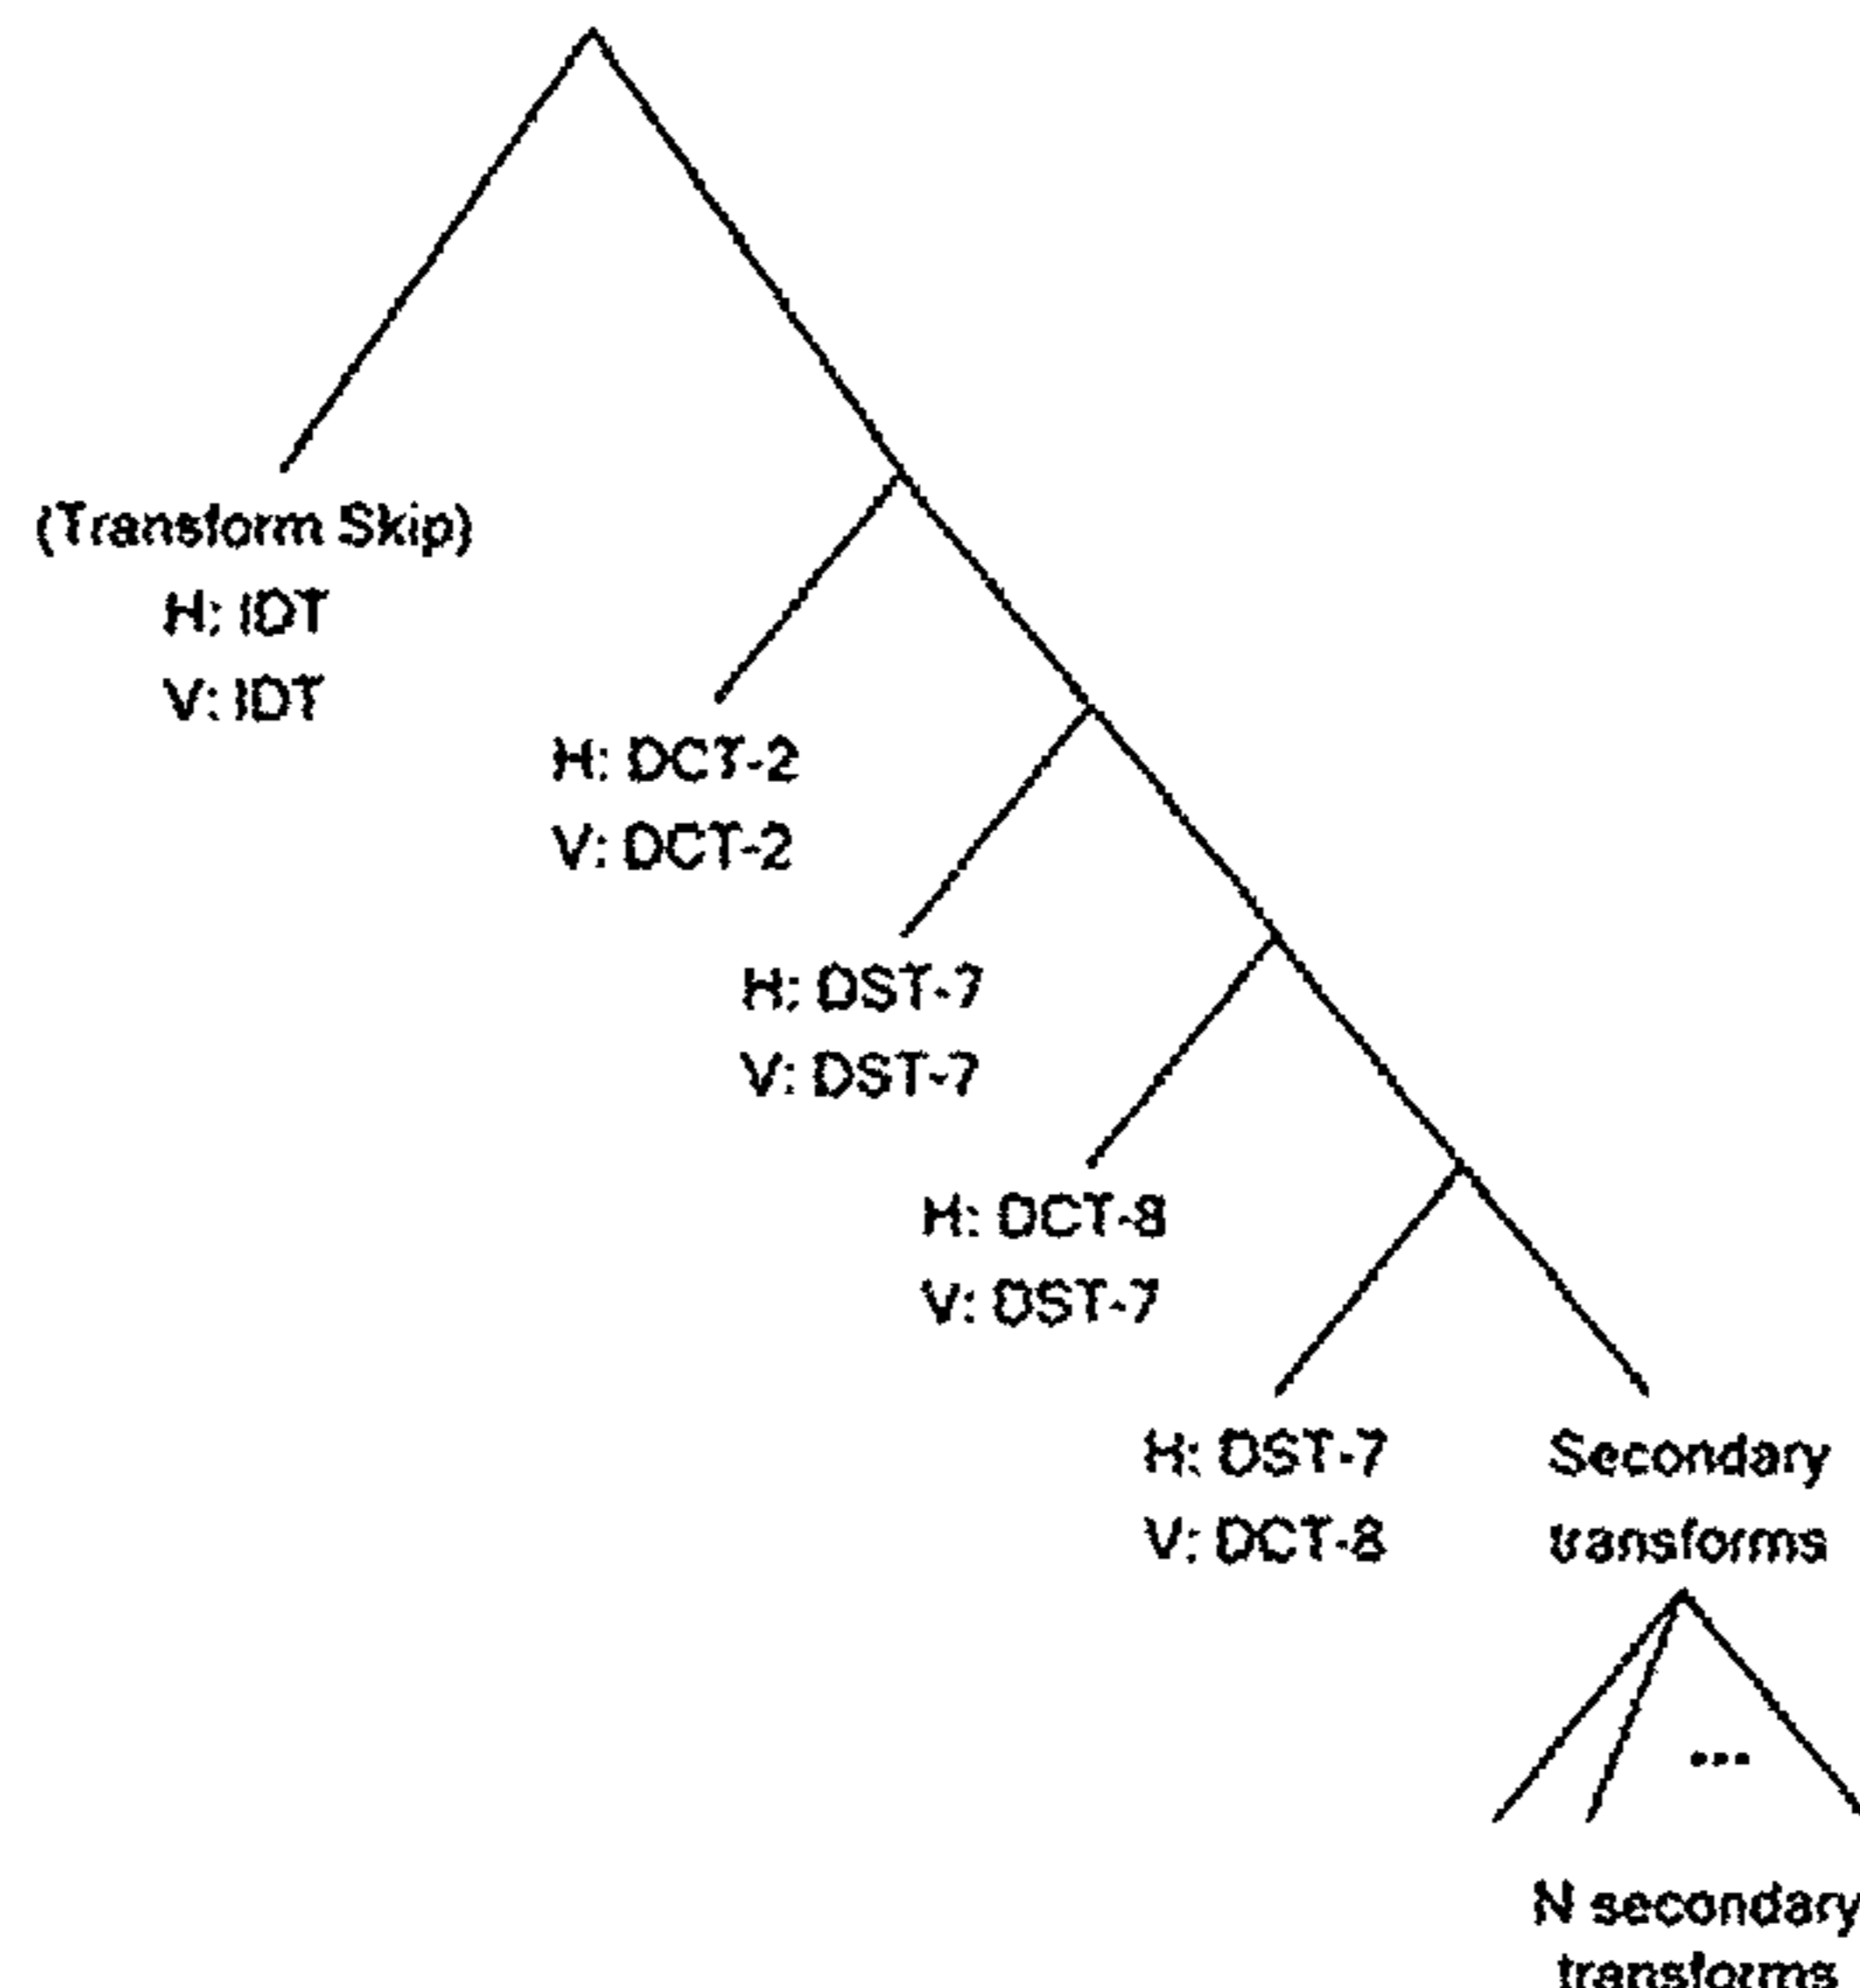 (Transform Skip)
H: IDT
V: IDT
H: DCT-2
V: DCT-2
H: DST-7
V: DST-7
H: DCT-8
V: DST-7
H: DST-7
V: DCT-8
Secondary
transforms
...
N secondary
transforms